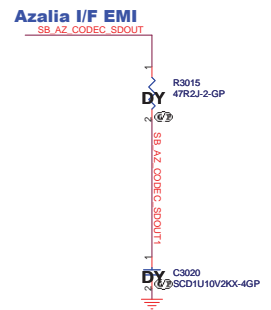 Azalia I/F EMI
SB_AZ_CODEC_SDOUT
1
R3015
47R2J-2-GP
DY
2
SB_AZ_CODEC_SDOUT1
1
C3020
SCD1U10V2KX-4GP
DY
2